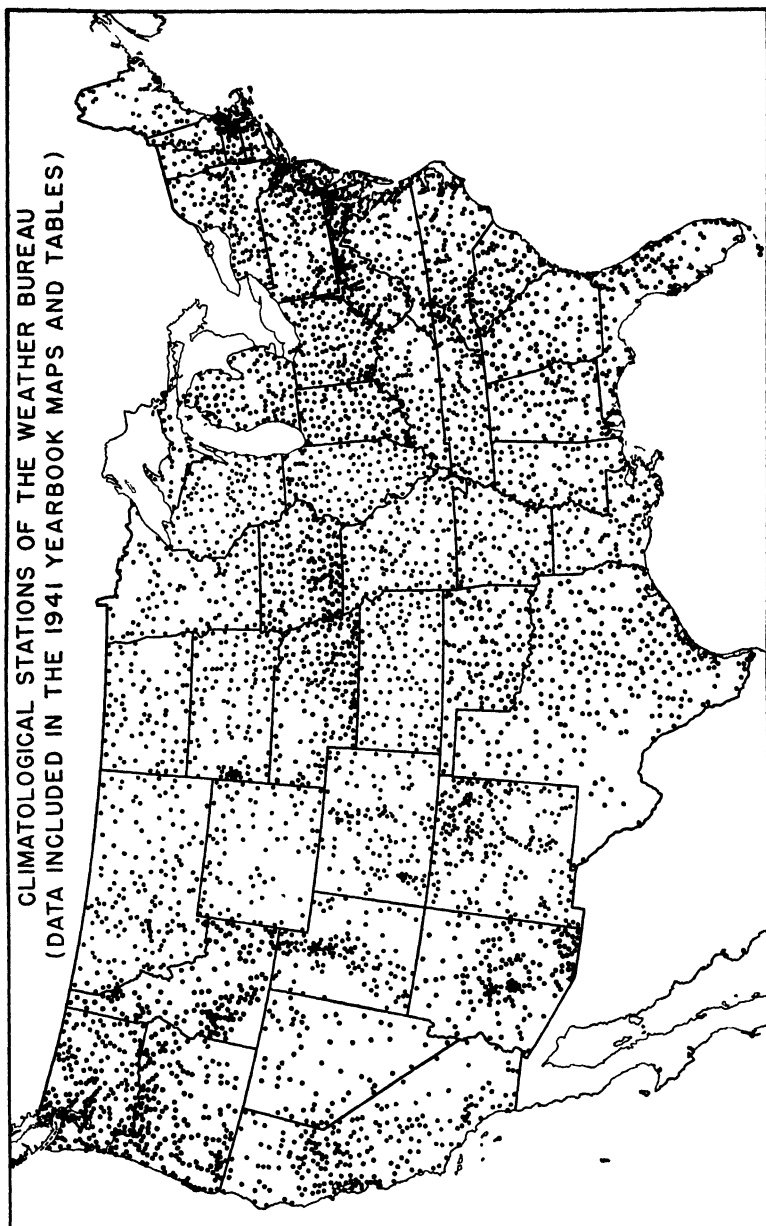 CLIMATOLOGICAL STATIONS OF THE WEATHER BUREAU
(DATA INCLUDED IN THE 1941 YEARBOOK MAPS AND TABLES)